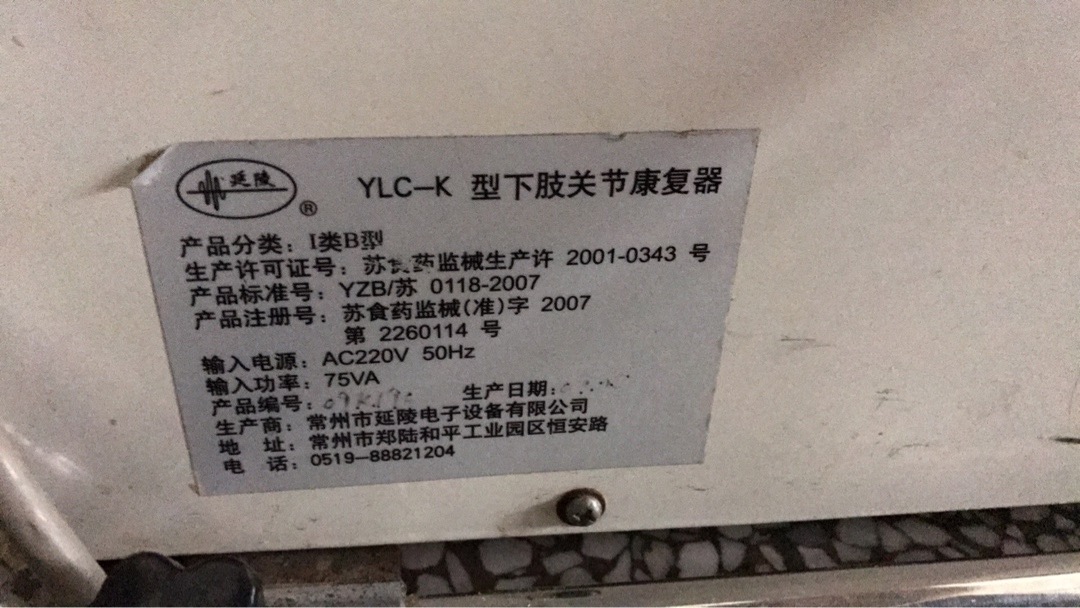 延陵
®
YLC-K 型下肢关节康复器
产品分类：I类B型
生产许可证号：苏食药监械生产许 2001-0343 号
产品标准号：YZB/苏 0118-2007
产品注册号：苏食药监械(准)字 2007
第 2260114 号
输入电源：AC220V 50Hz
输入功率：75VA
产品编号： 生产日期：
生产商：常州市延陵电子设备有限公司
地 址：常州市郑陆和平工业园区恒安路
电 话：0519-88821204